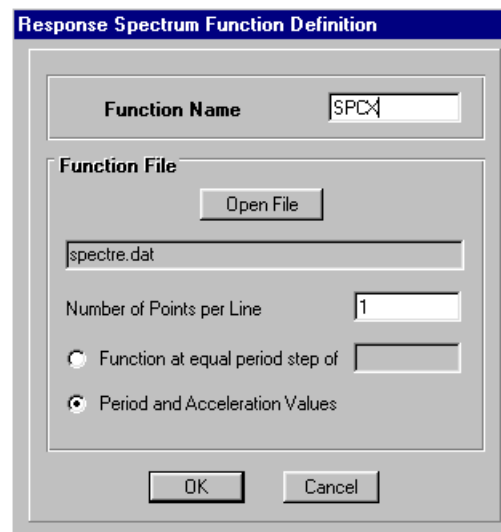 Response Spectrum Function Definition
Function Name SPCX
Function File
Open File
spectre.dat
Number of Points per Line 1
Function at equal period step of
Period and Acceleration Values
OK Cancel